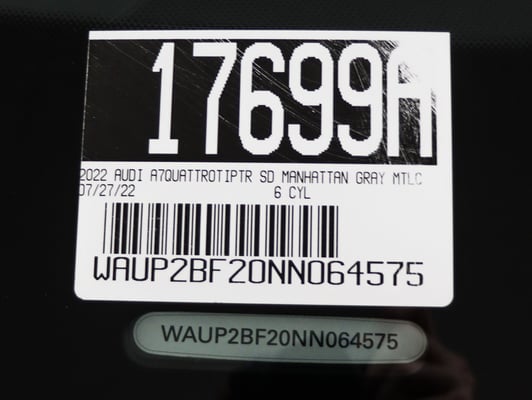 17699A
2022 AUDI A7QUATTROTIPTR SD MANHATTAN GRAY MTLC
07/27/22 6 CYL
WAUP2BF20NN064575
WAUP2BF20NN064575